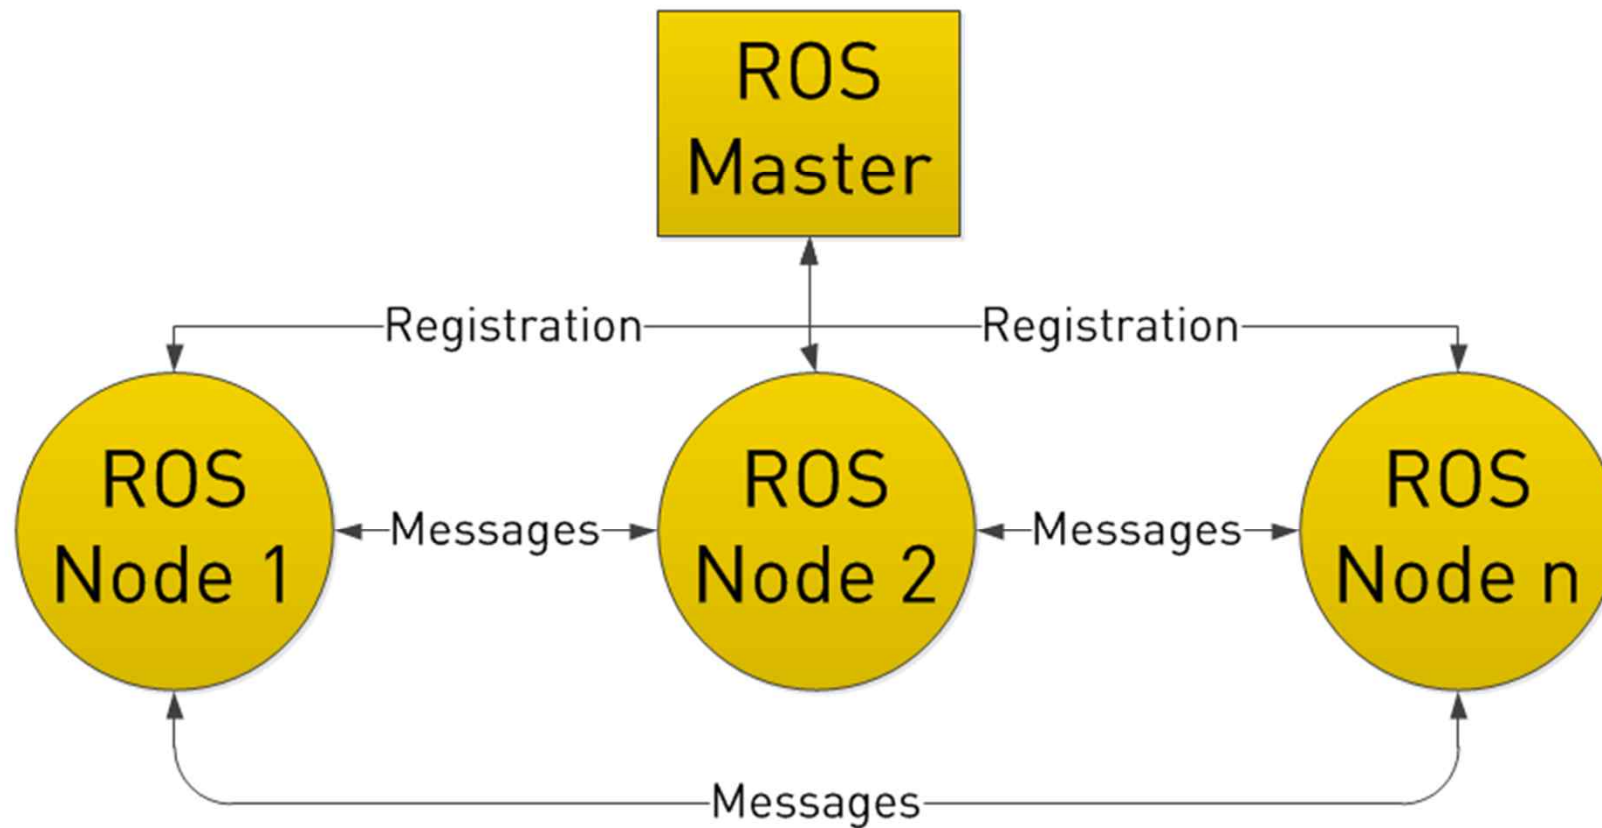 ROS
Master
Registration
Registration
ROS
Node 1
Messages
ROS
Node 2
Messages
ROS
Node n
Messages